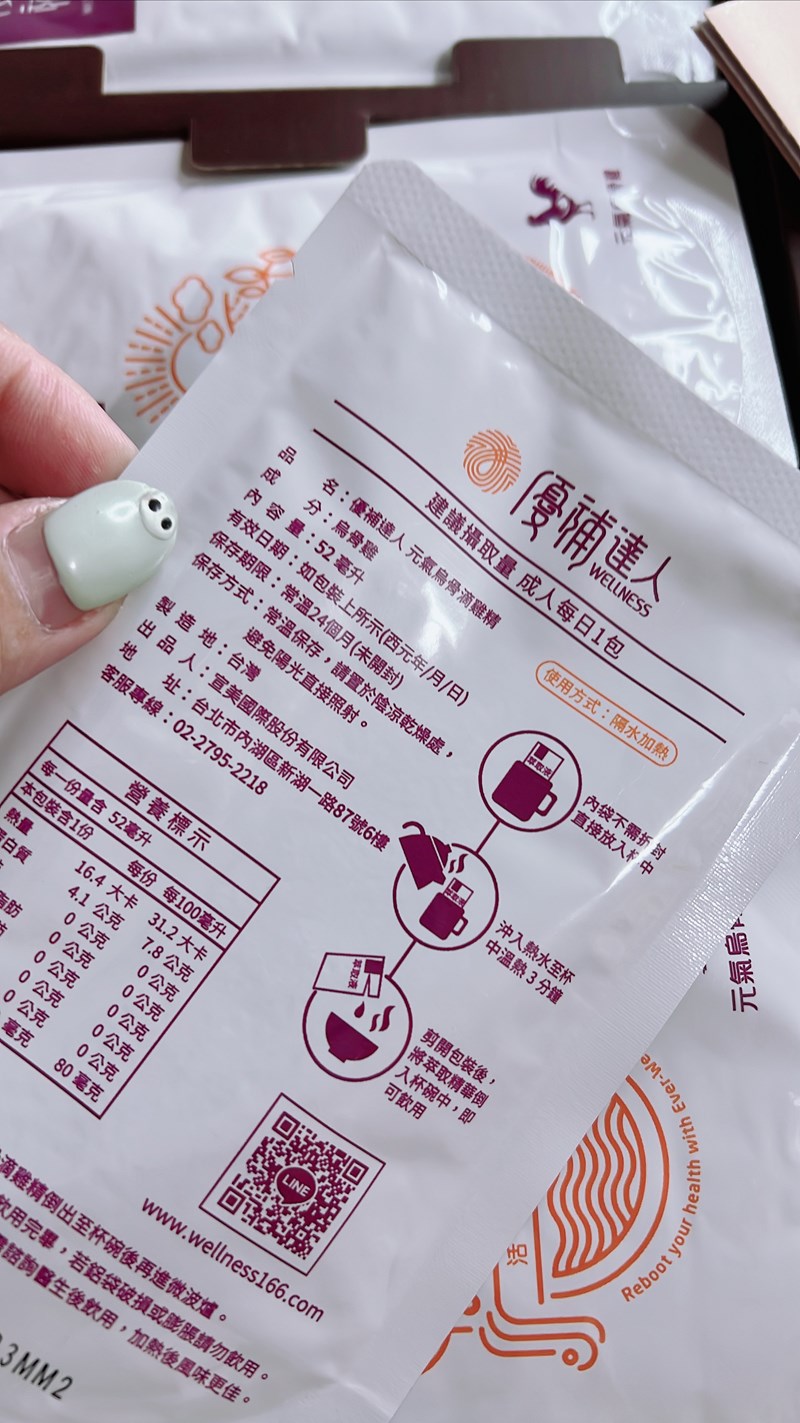 優補達人
WELLNESS
建議攝取量 成人每日1包
品名：優補達人 元氣烏骨滴雞精
成分：烏骨雞
內容量：52毫升
有效日期：如包裝上所示(西元年/月/日)
保存期限：常溫24個月(未開封)
保存方式：常溫保存，請置於陰涼乾燥處，
避免陽光直接照射。
製造地：台灣
出品人：宣美國際股份有限公司
地址：台北市內湖區新湖一路87號6樓
客服專線：02-2795-2218
使用方式：隔水加熱
萃取液
內袋不需拆封
直接放入杯中
萃取液
沖入熱水至杯
中溫熱3分鐘
萃取液
剪開包裝後，
將萃取精華倒
入杯碗中，即
可飲用
營養標示
每一份量含 52毫升
本包裝含1份
每份 每100毫升
熱量 16.4 大卡 31.2 大卡
白質 4.1 公克 7.8 公克
0 公克 0 公克
脂肪 0 公克 0 公克
0 公克 0 公克
0 公克 0 公克
0 公克 0 公克
毫克 80 毫克
LINE
www.wellness166.com
滴雞精倒出至杯碗後再進微波爐。
飲用完畢，若鋁袋破損或膨脹請勿飲用。
諮詢醫生後飲用，加熱後風味更佳。
3MM2
元氣烏
活
Reboot your health with Ever-We